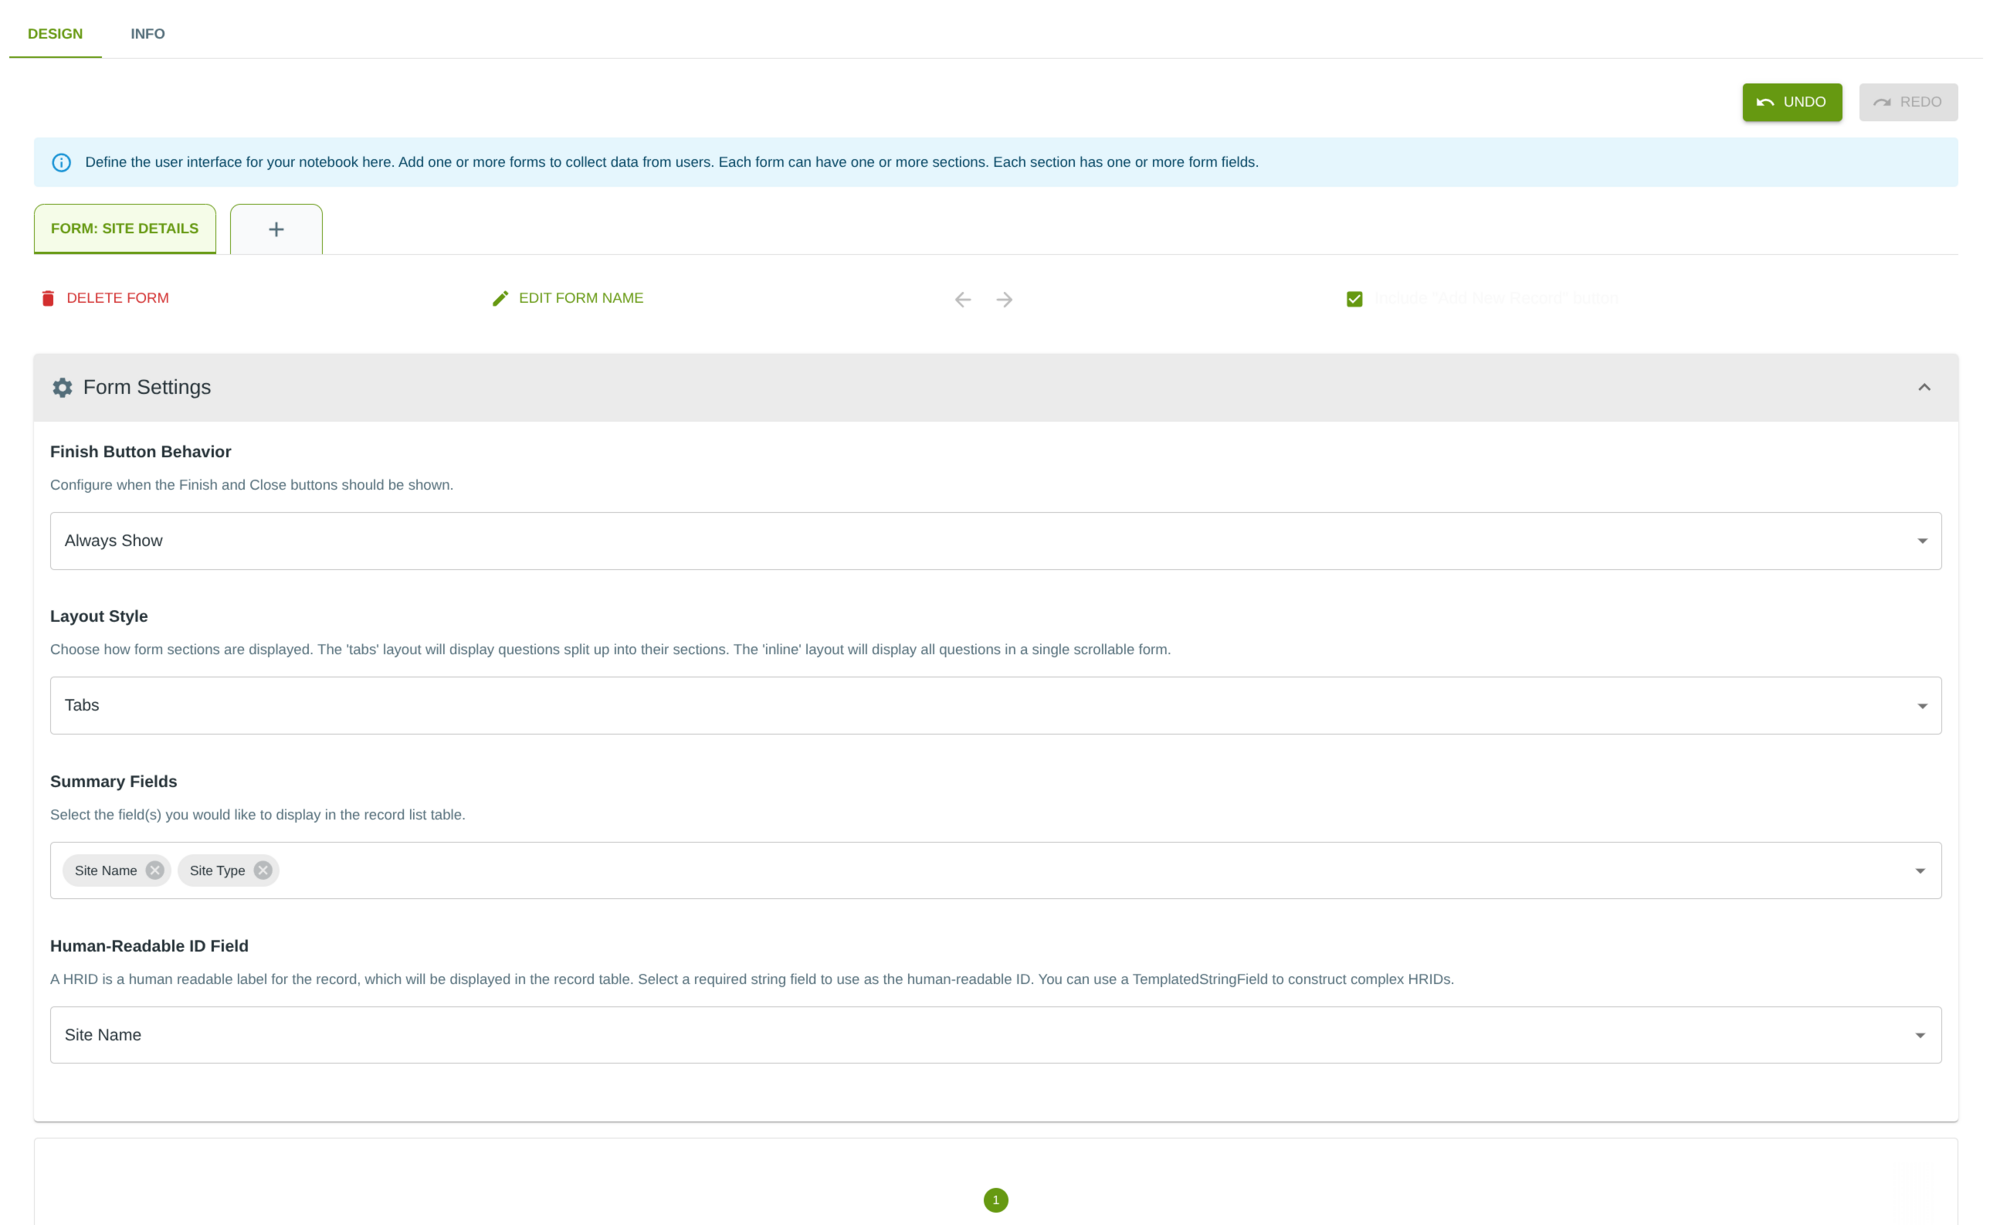 DESIGN INFO
UNDO REDO
Define the user interface for your notebook here. Add one or more forms to collect data from users. Each form can have one or more sections. Each section has one or more form fields.
FORM: SITE DETAILS +
DELETE FORM EDIT FORM NAME Include "Add New Record" button
Form Settings
Finish Button Behavior
Configure when the Finish and Close buttons should be shown.
Always Show
Layout Style
Choose how form sections are displayed. The 'tabs' layout will display questions split up into their sections. The 'inline' layout will display all questions in a single scrollable form.
Tabs
Summary Fields
Select the field(s) you would like to display in the record list table.
Site Name Site Type
Human-Readable ID Field
A HRID is a human readable label for the record, which will be displayed in the record table. Select a required string field to use as the human-readable ID. You can use a TemplatedStringField to construct complex HRIDs.
Site Name
1